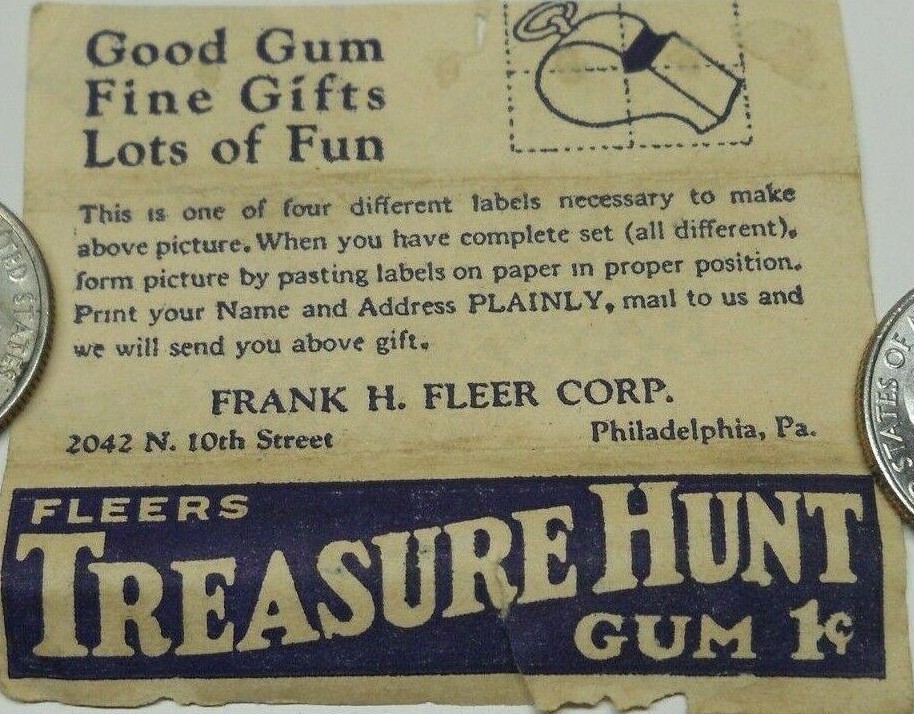 Good Gum
Fine Gifts
Lots of Fun
This is one of four different labels necessary to make
above picture. When you have complete set (all different),
form picture by pasting labels on paper in proper position.
Print your Name and Address PLAINLY, mail to us and
we will send you above gift.
FRANK H. FLEER CORP.
2042 N. 10th Street
Philadelphia, Pa.
FLEERS
TREASURE HUNT
GUM 1¢
STATES
STATES OF